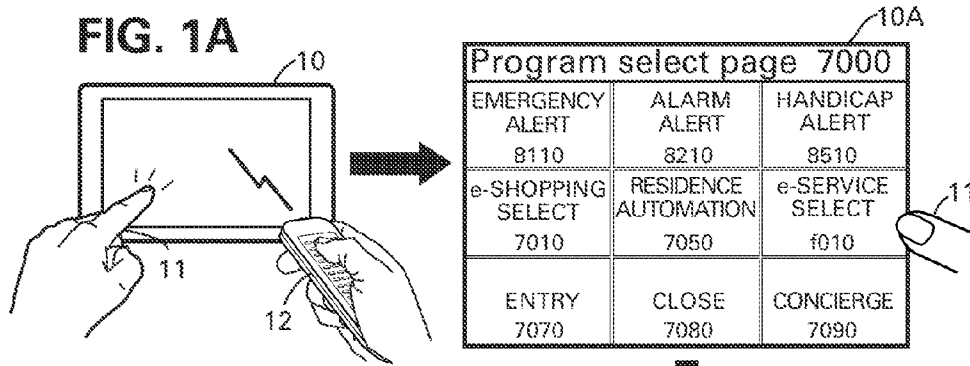 FIG. 1A
10
11
12
10A
Program select page 7000
EMERGENCY ALERT 8110
ALARM ALERT 8210
HANDICAP ALERT 8510
e-SHOPPING SELECT 7010
RESIDENCE AUTOMATION 7050
e-SERVICE SELECT f010
ENTRY 7070
CLOSE 7080
CONCIERGE 7090
11